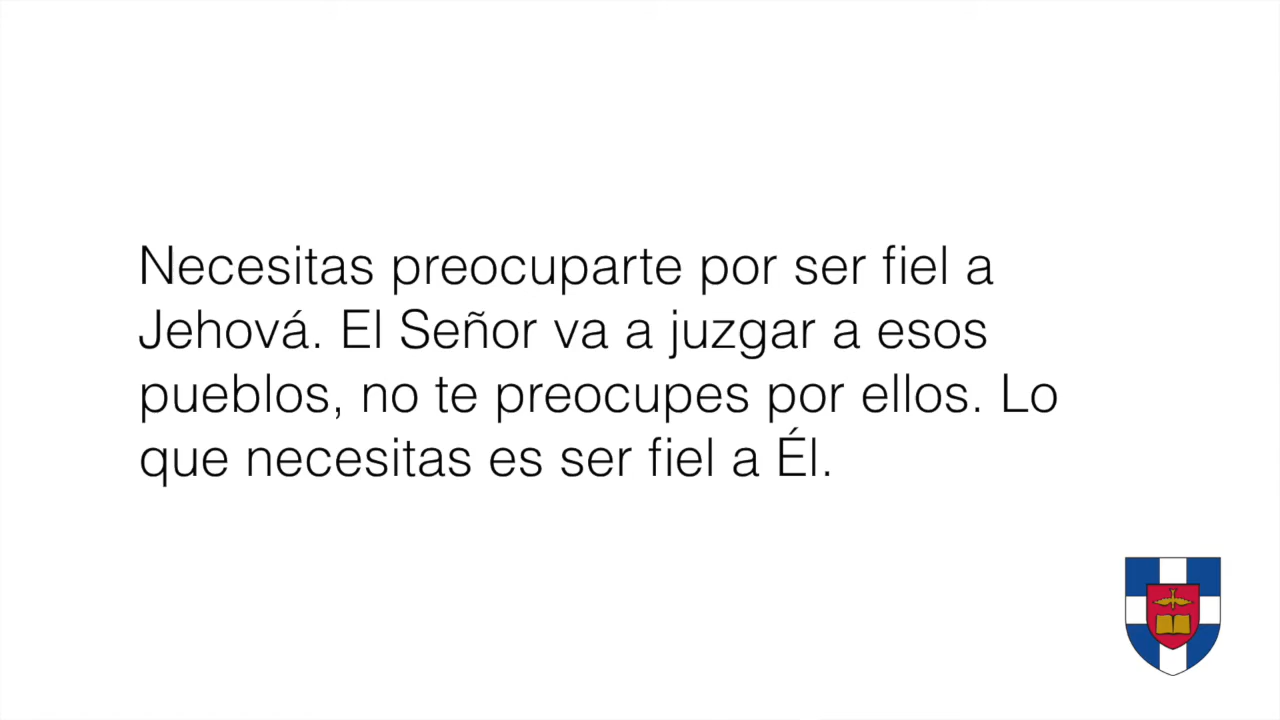 Necesitas preocuparte por ser fiel a
Jehová. El Señor va a juzgar a esos
pueblos, no te preocupes por ellos. Lo
que necesitas es ser fiel a Él.